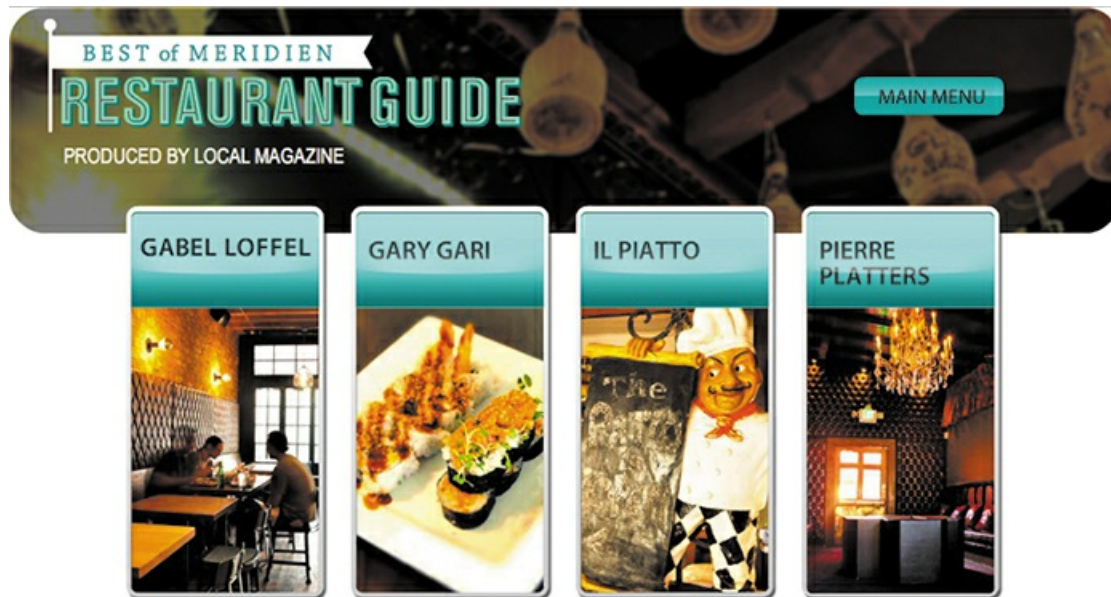 BEST of MERIDIEN
RESTAURANT GUIDE
PRODUCED BY LOCAL MAGAZINE
MAIN MENU
GABEL LOFFEL
GARY GARI
IL PIATTO
PIERRE
PLATTERS
The